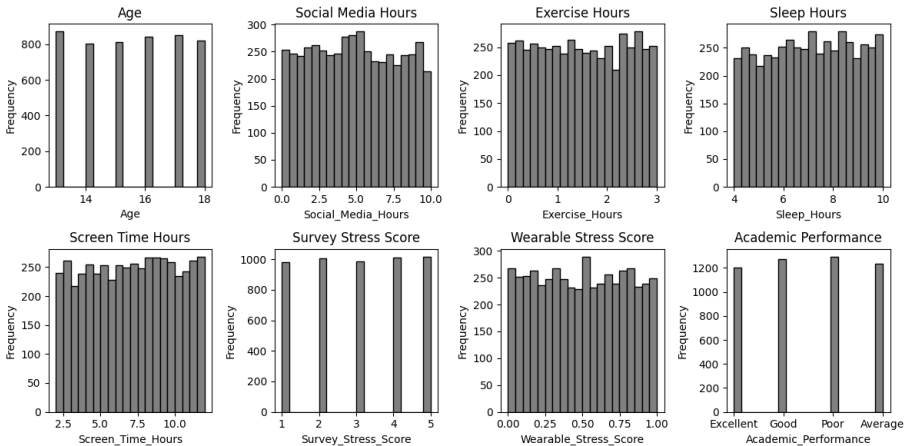 Age
Frequency
800
600
400
200
0
14
16
18
Age
Social Media Hours
Frequency
300
250
200
150
100
50
0
0.0
2.5
5.0
7.5
10.0
Social_Media_Hours
Exercise Hours
Frequency
250
200
150
100
50
0
0
1
2
3
Exercise_Hours
Sleep Hours
Frequency
250
200
150
100
50
0
4
6
8
10
Sleep_Hours
Screen Time Hours
Frequency
250
200
150
100
50
0
2.5
5.0
7.5
10.0
Screen_Time_Hours
Survey Stress Score
Frequency
1000
800
600
400
200
0
1
2
3
4
5
Survey_Stress_Score
Wearable Stress Score
Frequency
300
250
200
150
100
50
0
0.00
0.25
0.50
0.75
1.00
Wearable_Stress_Score
Academic Performance
Frequency
1200
1000
800
600
400
200
0
Excellent
Good
Poor
Average
Academic_Performance